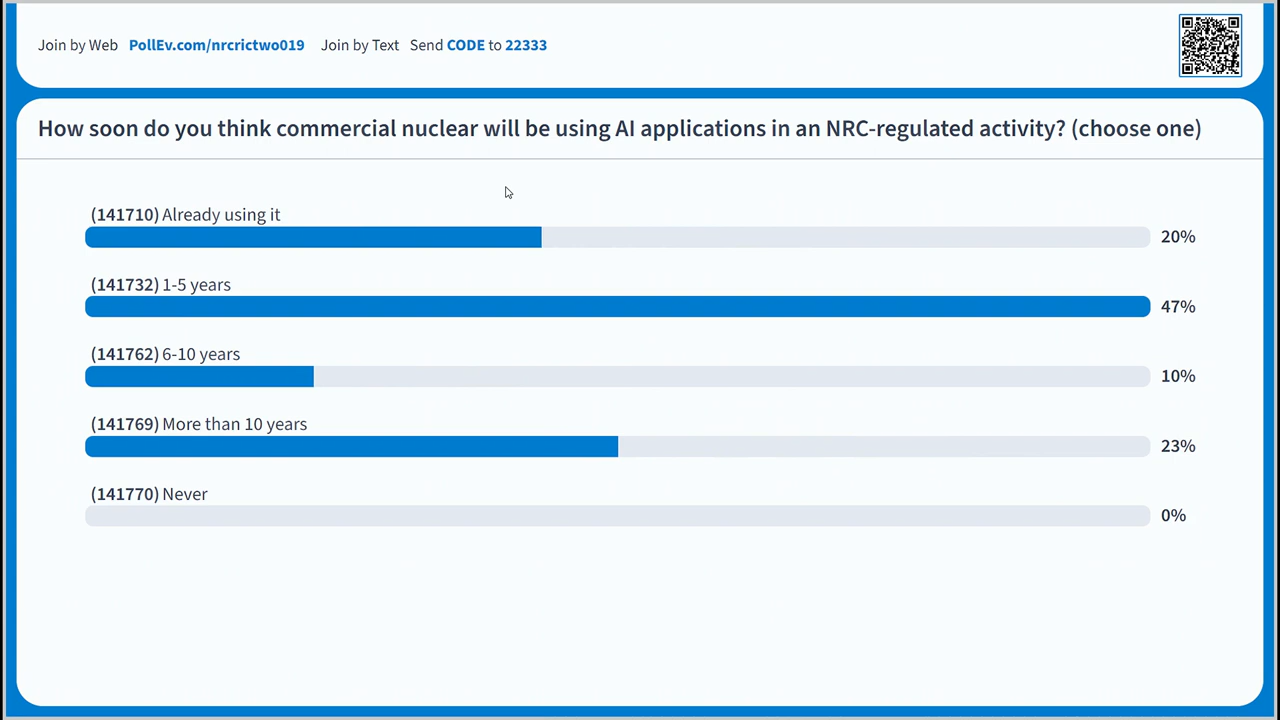 Join by Web PollEv.com/nrcrictwo019 Join by Text Send CODE to 22333
How soon do you think commercial nuclear will be using AI applications in an NRC-regulated activity? (choose one)
(141710) Already using it
20%
(141732) 1-5 years
47%
(141762) 6-10 years
10%
(141769) More than 10 years
23%
(141770) Never
0%